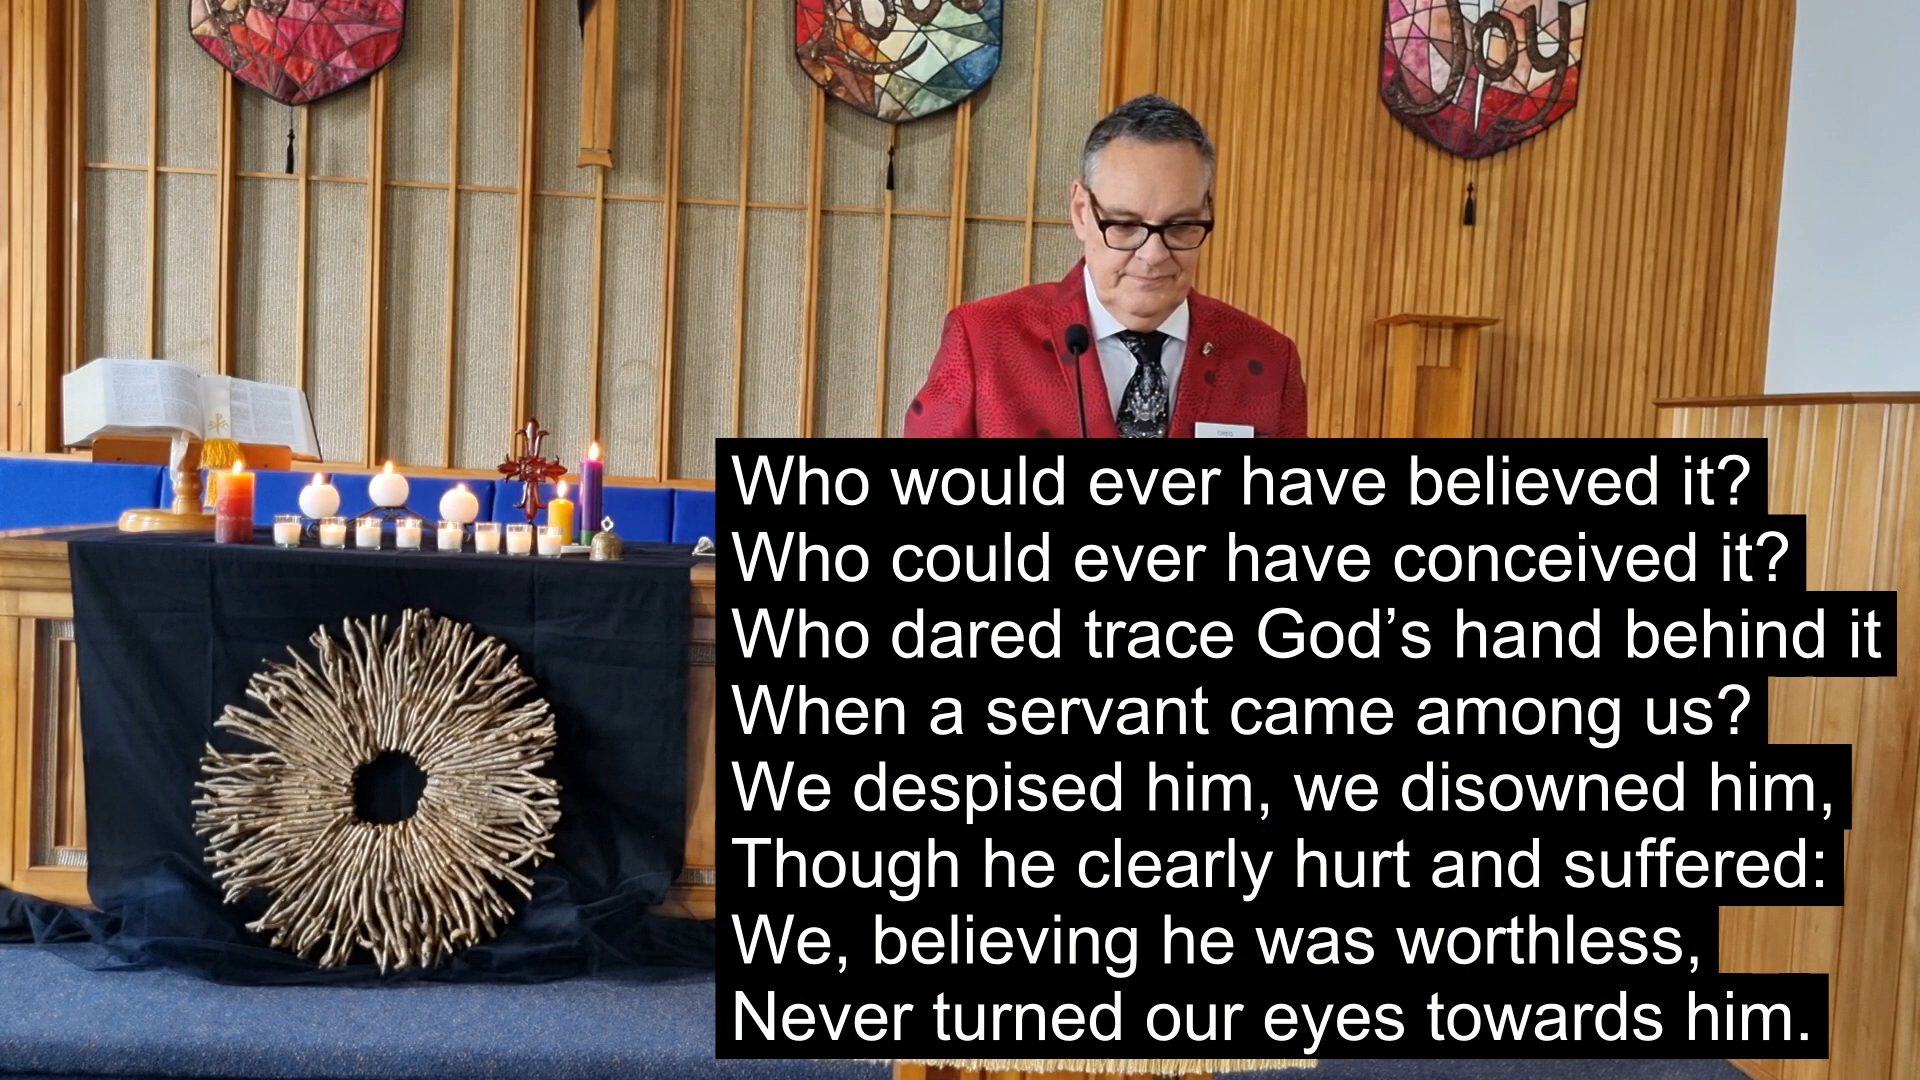 Joy
Who would ever have believed it?
Who could ever have conceived it?
Who dared trace God’s hand behind it
When a servant came among us?
We despised him, we disowned him,
Though he clearly hurt and suffered:
We, believing he was worthless,
Never turned our eyes towards him.